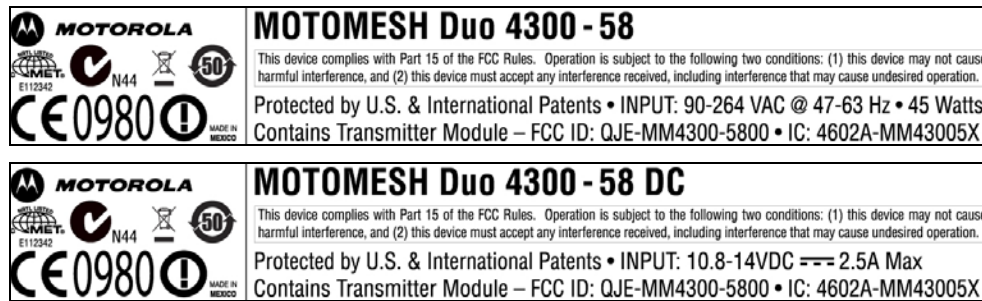 MOTOROLA
NAT'L LISTED
MET.
E112342
N44
50
CE0980
MADE IN
MEXICO
MOTOMESH Duo 4300 - 58
This device complies with Part 15 of the FCC Rules. Operation is subject to the following two conditions: (1) this device may not cause
harmful interference, and (2) this device must accept any interference received, including interference that may cause undesired operation.
Protected by U.S. & International Patents • INPUT: 90-264 VAC @ 47-63 Hz • 45 Watts
Contains Transmitter Module – FCC ID: QJE-MM4300-5800 • IC: 4602A-MM43005X
MOTOROLA
NAT'L LISTED
MET.
E112342
N44
50
CE0980
MADE IN
MEXICO
MOTOMESH Duo 4300 - 58 DC
This device complies with Part 15 of the FCC Rules. Operation is subject to the following two conditions: (1) this device may not cause
harmful interference, and (2) this device must accept any interference received, including interference that may cause undesired operation.
Protected by U.S. & International Patents • INPUT: 10.8-14VDC 2.5A Max
Contains Transmitter Module – FCC ID: QJE-MM4300-5800 • IC: 4602A-MM43005X